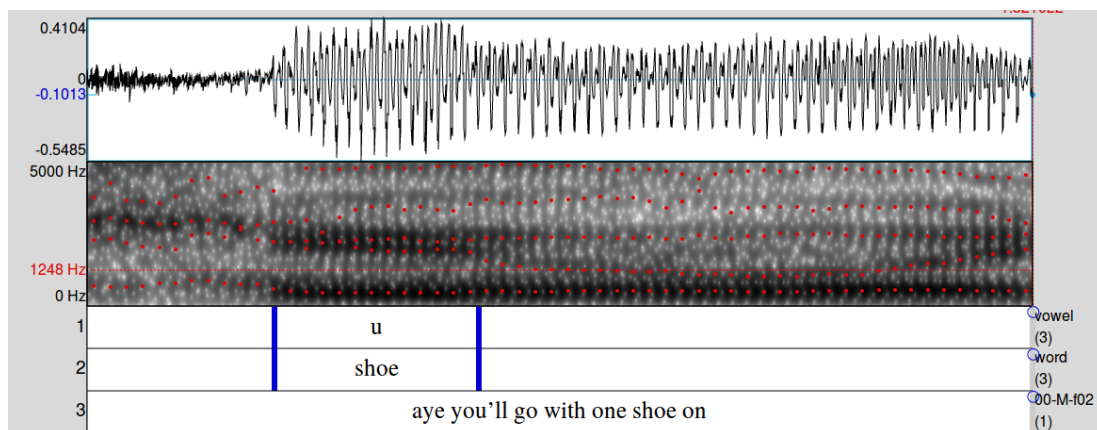 0.4104
0
-0.1013
-0.5485
5000 Hz
1248 Hz
0 Hz
1 u vowel
(3)
2 shoe word
(3)
3 aye you'll go with one shoe on 00-M-f02
(1)